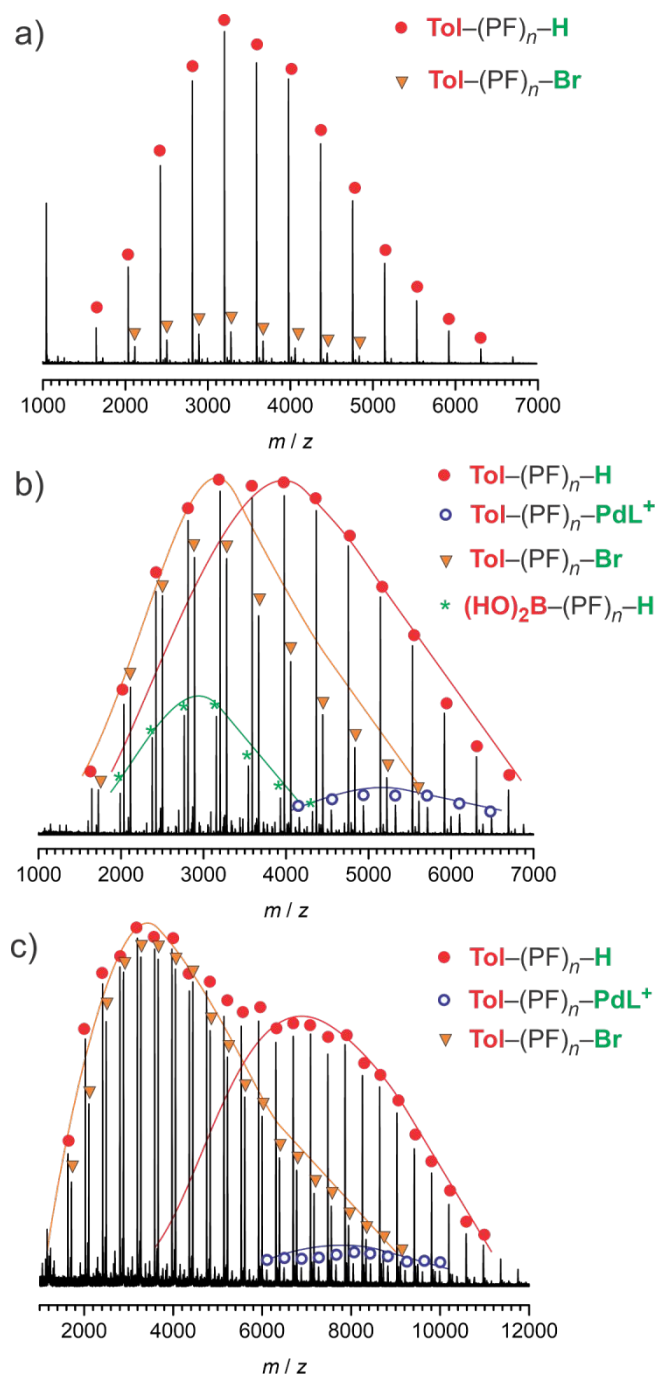 a)
Tol–(PF)n–H
Tol–(PF)n–Br
1000 2000 3000 4000 5000 6000 7000
m / z
b)
Tol–(PF)n–H
Tol–(PF)n–PdL+
Tol–(PF)n–Br
(HO)2B–(PF)n–H
1000 2000 3000 4000 5000 6000 7000
m / z
c)
Tol–(PF)n–H
Tol–(PF)n–PdL+
Tol–(PF)n–Br
2000 4000 6000 8000 10000 12000
m / z